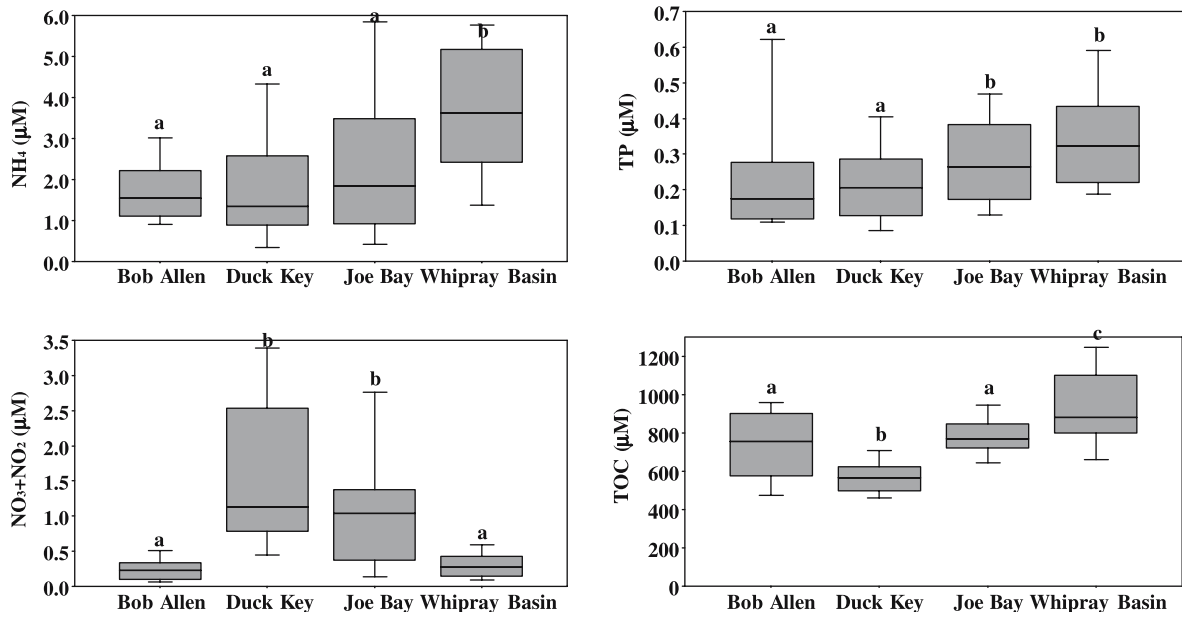 6.0
5.0
4.0
3.0
2.0
1.0
0.0
NH₄ (μM)
a
a
a
b
Bob Allen Duck Key Joe Bay Whipray Basin
0.7
0.6
0.5
0.4
0.3
0.2
0.1
0.0
TP (μM)
a
a
b
b
Bob Allen Duck Key Joe Bay Whipray Basin
3.5
3.0
2.5
2.0
1.5
1.0
0.5
0.0
NO₃+NO₂ (μM)
a
b
b
a
Bob Allen Duck Key Joe Bay Whipray Basin
1200
1000
800
600
400
200
0
TOC (μM)
a
b
a
c
Bob Allen Duck Key Joe Bay Whipray Basin